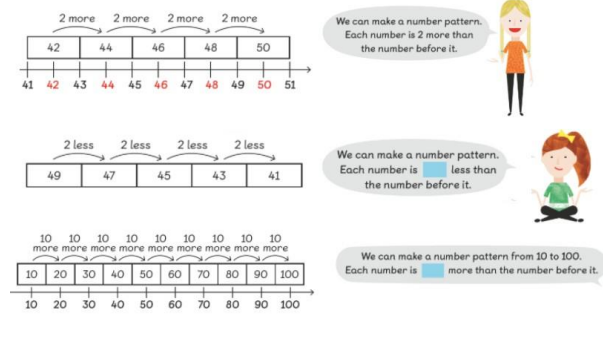 2 more 2 more 2 more 2 more
42 44 46 48 50
41 42 43 44 45 46 47 48 49 50 51
We can make a number pattern.
Each number is 2 more than
the number before it.
2 less 2 less 2 less 2 less
49 47 45 43 41
We can make a number pattern.
Each number is less than
the number before it.
10 10 10 10 10 10 10 10 10
more more more more more more more more more
10 20 30 40 50 60 70 80 90 100
10 20 30 40 50 60 70 80 90 100
We can make a number pattern from 10 to 100.
Each number is more than the number before it.